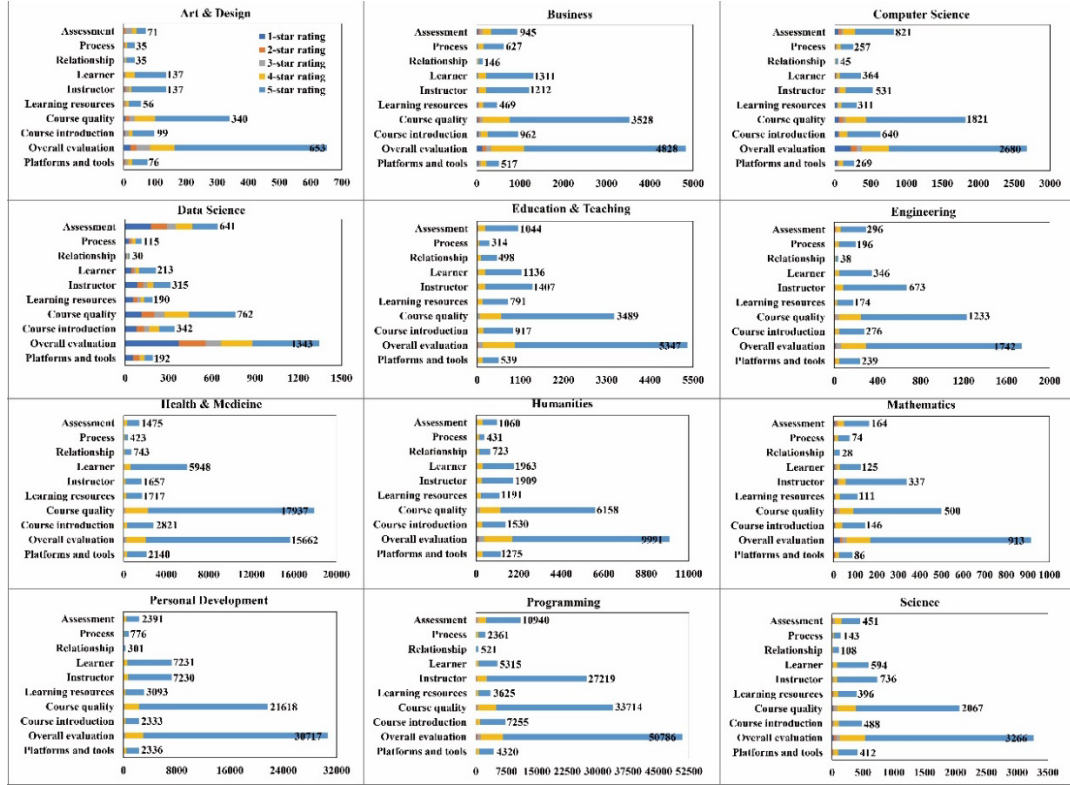 Art & Design
Assessment 71
Process 35
Relationship 35
Learner 137
Instructor 137
Learning resources 56
Course quality 340
Course introduction 99
Overall evaluation 653
Platforms and tools 76
1-star rating
2-star rating
3-star rating
4-star rating
5-star rating
0 100 200 300 400 500 600 700
Business
Assessment 945
Process 627
Relationship 146
Learner 1311
Instructor 1212
Learning resources 469
Course quality 3528
Course introduction 962
Overall evaluation 4828
Platforms and tools 517
0 1000 2000 3000 4000 5000
Computer Science
Assessment 821
Process 257
Relationship 45
Learner 364
Instructor 531
Learning resources 311
Course quality 1821
Course introduction 640
Overall evaluation 2680
Platforms and tools 269
0 500 1000 1500 2000 2500 3000
Data Science
Assessment 641
Process 115
Relationship 30
Learner 213
Instructor 315
Learning resources 190
Course quality 762
Course introduction 342
Overall evaluation 1343
Platforms and tools 192
0 300 600 900 1200 1500
Education & Teaching
Assessment 1044
Process 314
Relationship 498
Learner 1136
Instructor 1407
Learning resources 791
Course quality 3489
Course introduction 917
Overall evaluation 5347
Platforms and tools 539
0 1100 2200 3300 4400 5500
Engineering
Assessment 296
Process 196
Relationship 38
Learner 346
Instructor 673
Learning resources 174
Course quality 1233
Course introduction 276
Overall evaluation 1742
Platforms and tools 239
0 400 800 1200 1600 2000
Health & Medicine
Assessment 1475
Process 423
Relationship 743
Learner 5948
Instructor 1657
Learning resources 1717
Course quality 17937
Course introduction 2821
Overall evaluation 15662
Platforms and tools 2140
0 4000 8000 12000 16000 20000
Humanities
Assessment 1060
Process 431
Relationship 723
Learner 1963
Instructor 1909
Learning resources 1191
Course quality 6158
Course introduction 1530
Overall evaluation 9991
Platforms and tools 1275
0 2200 4400 6600 8800 11000
Mathematics
Assessment 164
Process 74
Relationship 28
Learner 125
Instructor 337
Learning resources 111
Course quality 500
Course introduction 146
Overall evaluation 913
Platforms and tools 86
0 100 200 300 400 500 600 700 800 900 1000
Personal Development
Assessment 2391
Process 776
Relationship 301
Learner 7231
Instructor 7230
Learning resources 3093
Course quality 21618
Course introduction 2333
Overall evaluation 30717
Platforms and tools 2336
0 4000 8000 12000 16000 20000 24000 28000 32000
Programming
Assessment 10940
Process 2361
Relationship 521
Learner 5315
Instructor 27219
Learning resources 3625
Course quality 33714
Course introduction 7255
Overall evaluation 50786
Platforms and tools 4320
0 7500 15000 22500 30000 37500 45000 52500
Science
Assessment 451
Process 143
Relationship 108
Learner 594
Instructor 736
Learning resources 396
Course quality 2067
Course introduction 488
Overall evaluation 3266
Platforms and tools 412
0 500 1000 1500 2000 2500 3000 3500